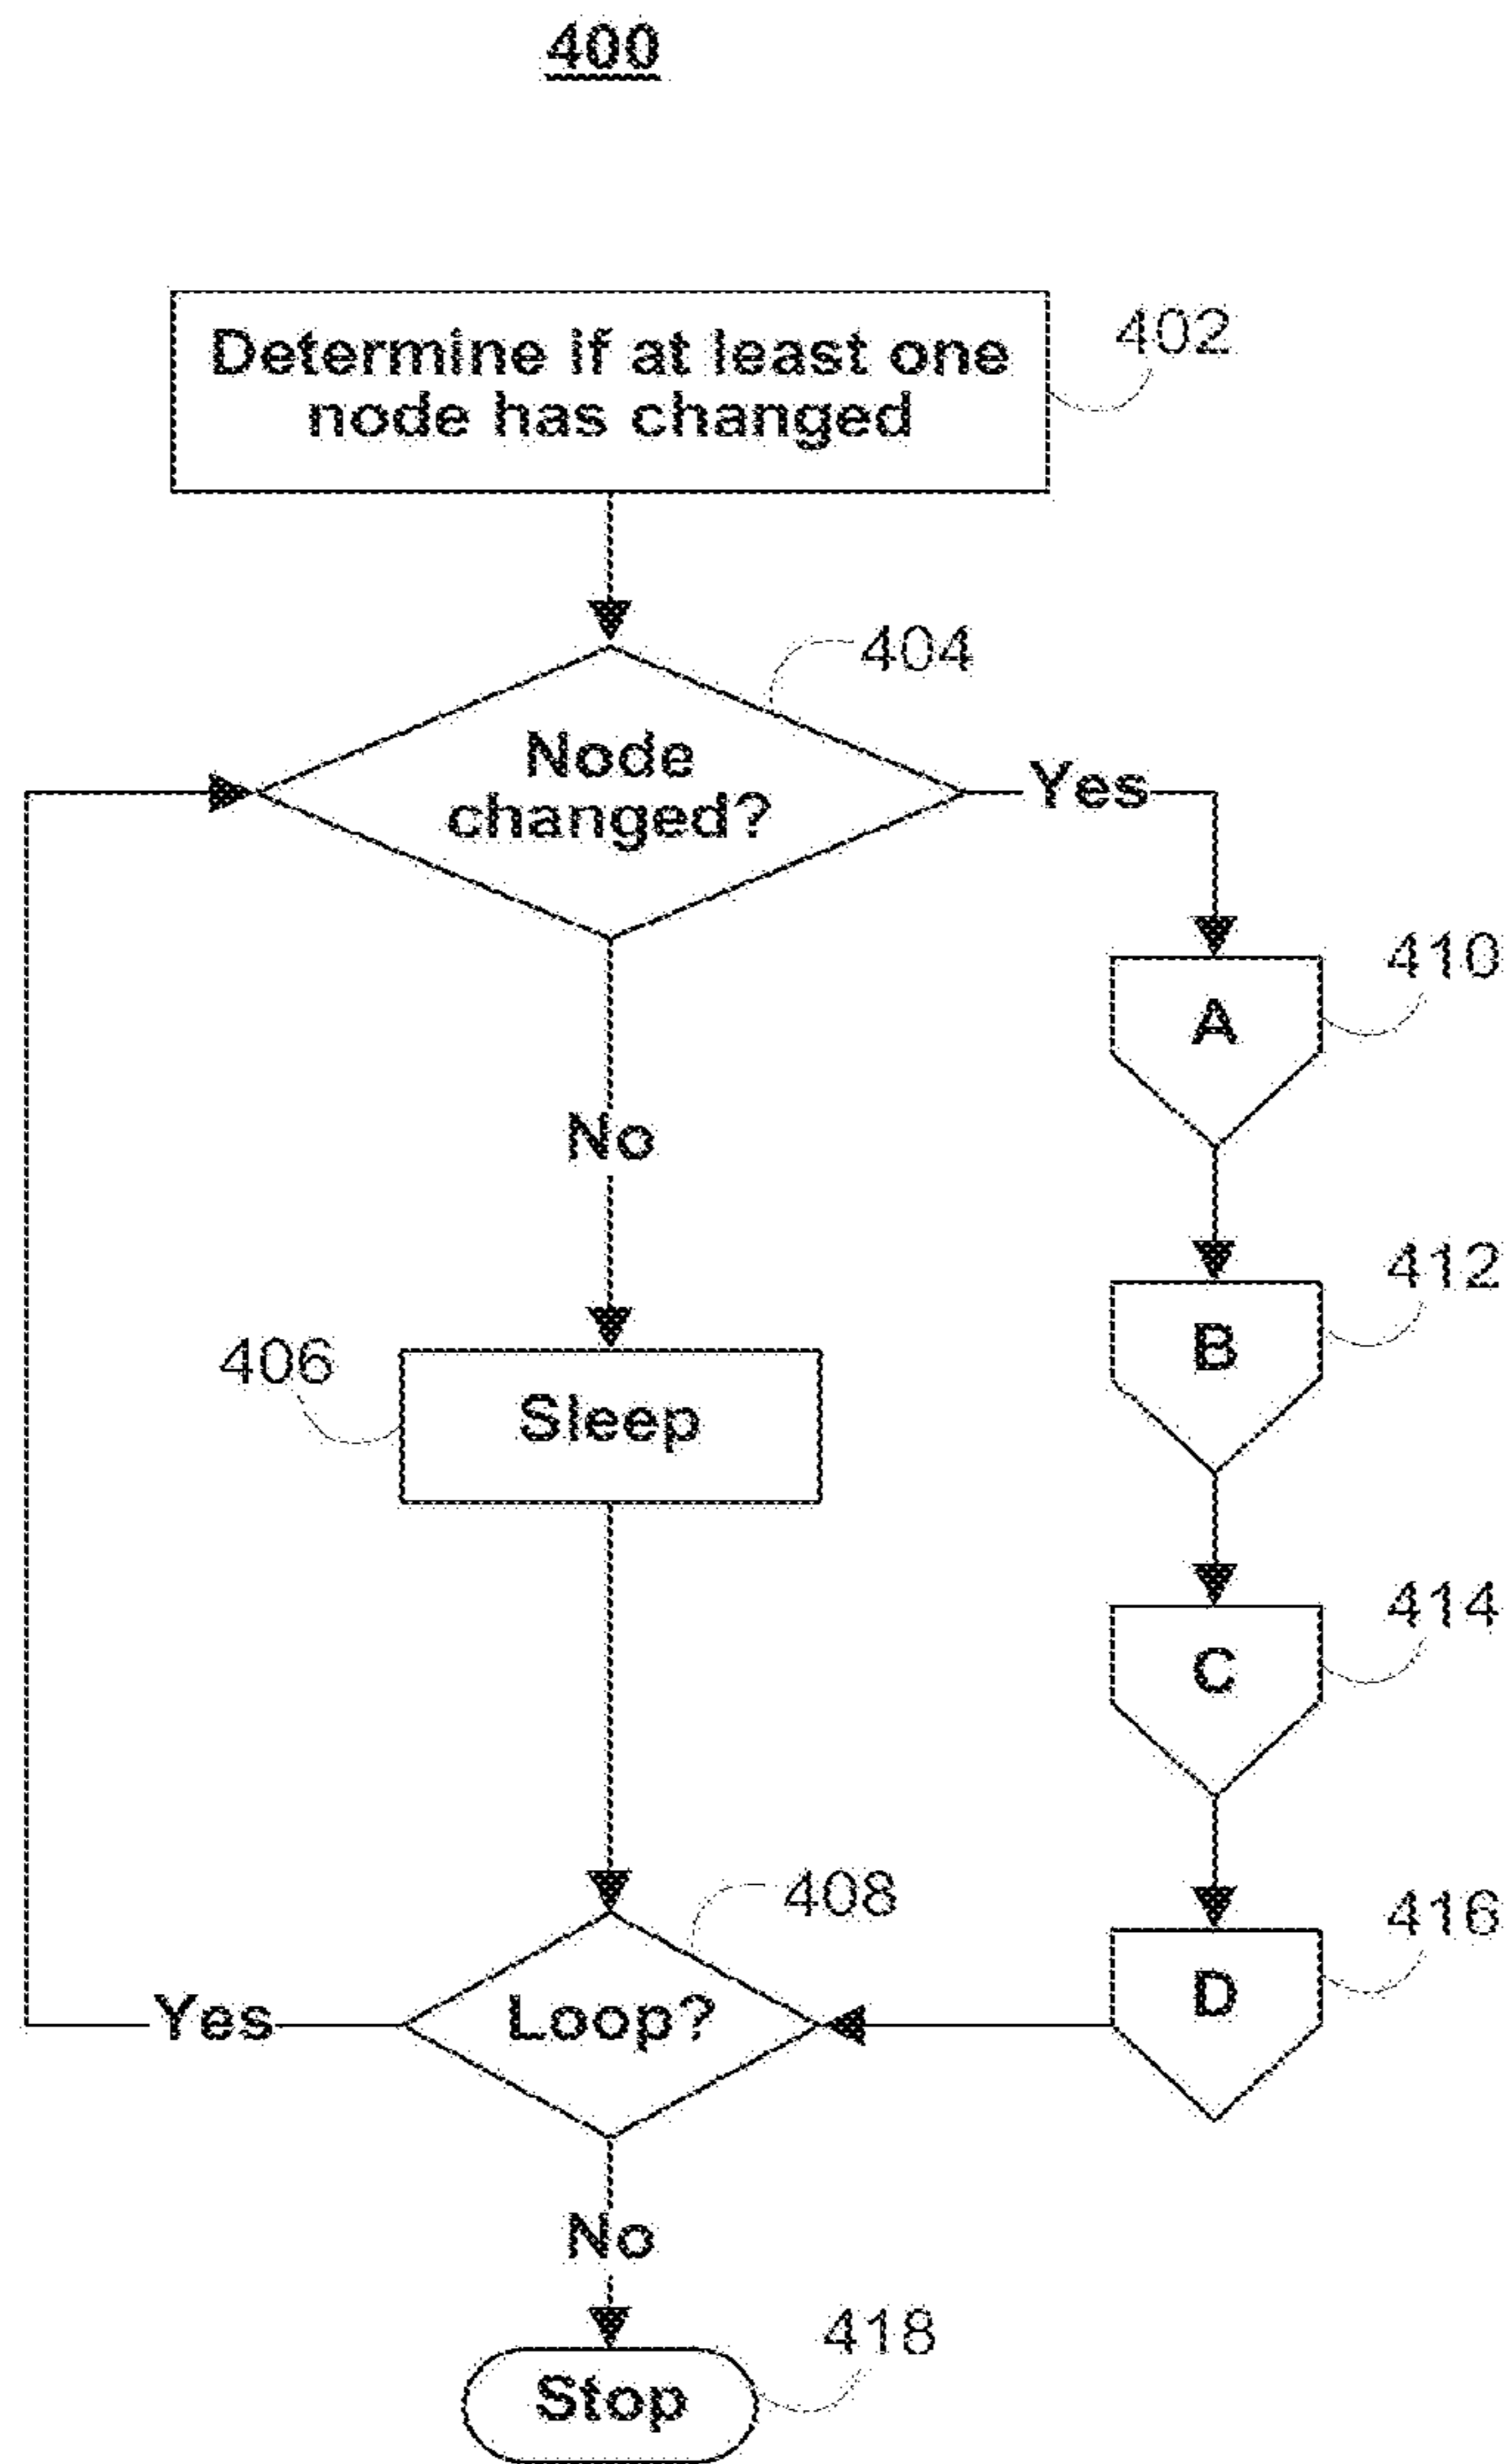 400
Determine if at least one
node has changed
402
404
Node
changed?
Yes
410
A
No
412
B
406
Sleep
414
C
408
416
Yes
Loop?
D
No
418
Stop